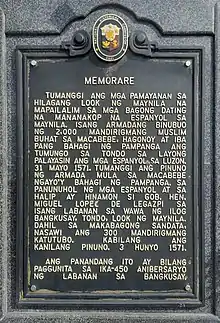 MEMORARE
TUMANGGI ANG MGA PAMAYANAN SA
HILAGANG LOOK NG MAYNILA NA
MAPAILALIM SA MGA BAGONG DATING
NA MANANAKOP NA ESPANYOL SA
MAYNILA. ISANG ARMADANG BINUBUO
NG 2,000 MANDIRIGMANG MUSLIM
BUHAT SA MACABEBE, HAGONOY AT IBA
PANG BAHAGI NG PAMPANGA ANG
TUMUNGO SA TONDO SA LAYONG
PALAYASIN ANG MGA ESPANYOL SA LUZON,
31 MAYO 1571. TUMANGGI ANG PINUNO
NG ARMADA MULA SA MACABEBE,
NGAYO'Y BAHAGI NG PAMPANGA, SA
PANUNUHOL NG MGA ESPANYOL AT SA
HALIP AY HINAMON SI GOB. HEN.
MIGUEL LOPEZ DE LEGAZPI SA
ISANG LABANAN SA WAWA NG ILOG
BANGKUSAY, TONDO, LOOK NG MAYNILA.
DAHIL SA MAKABAGONG SANDATA,
NASAWI ANG 300 MANDIRIGMANG
KATUTUBO, KABILANG ANG
KANILANG PINUNO, 3 HUNYO 1571.
ANG PANANDANG ITO AY BILANG
PAGGUNITA SA IKA-450 ANIBERSARYO
NG LABANAN SA BANGKUSAY.